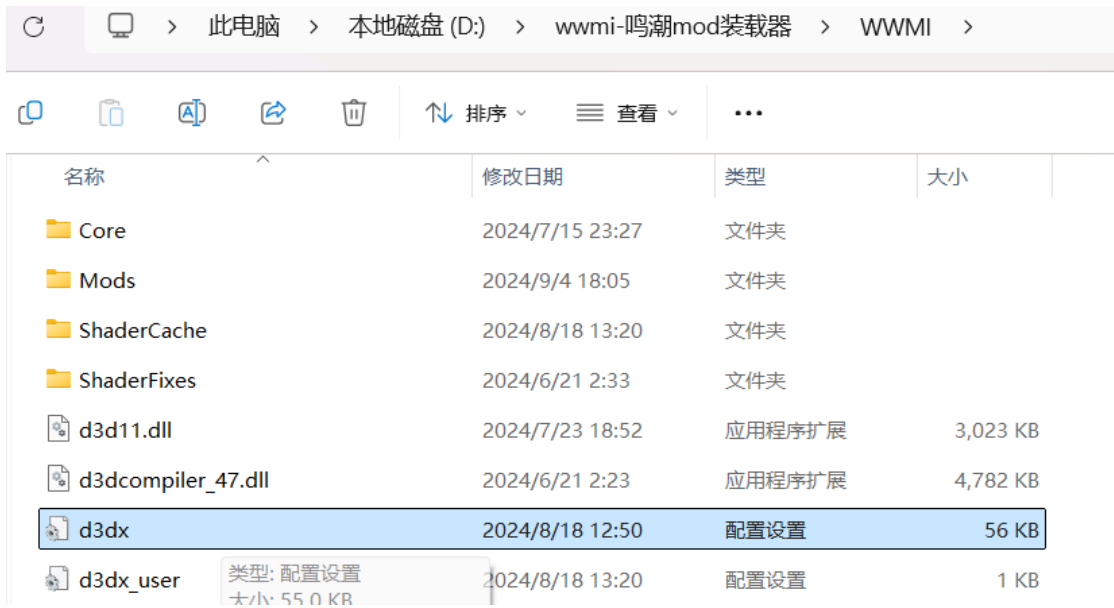 此电脑 > 本地磁盘 (D:) > wwmi-鸣潮mod装载器 > WWMI >
排序 查看
名称 修改日期 类型 大小
Core 2024/7/15 23:27 文件夹
Mods 2024/9/4 18:05 文件夹
ShaderCache 2024/8/18 13:20 文件夹
ShaderFixes 2024/6/21 2:33 文件夹
d3d11.dll 2024/7/23 18:52 应用程序扩展 3,023 KB
d3dcompiler_47.dll 2024/6/21 2:23 应用程序扩展 4,782 KB
d3dx 2024/8/18 12:50 配置设置 56 KB
d3dx_user 2024/8/18 13:20 配置设置 1 KB
类型: 配置设置
大小: 55.0 KB